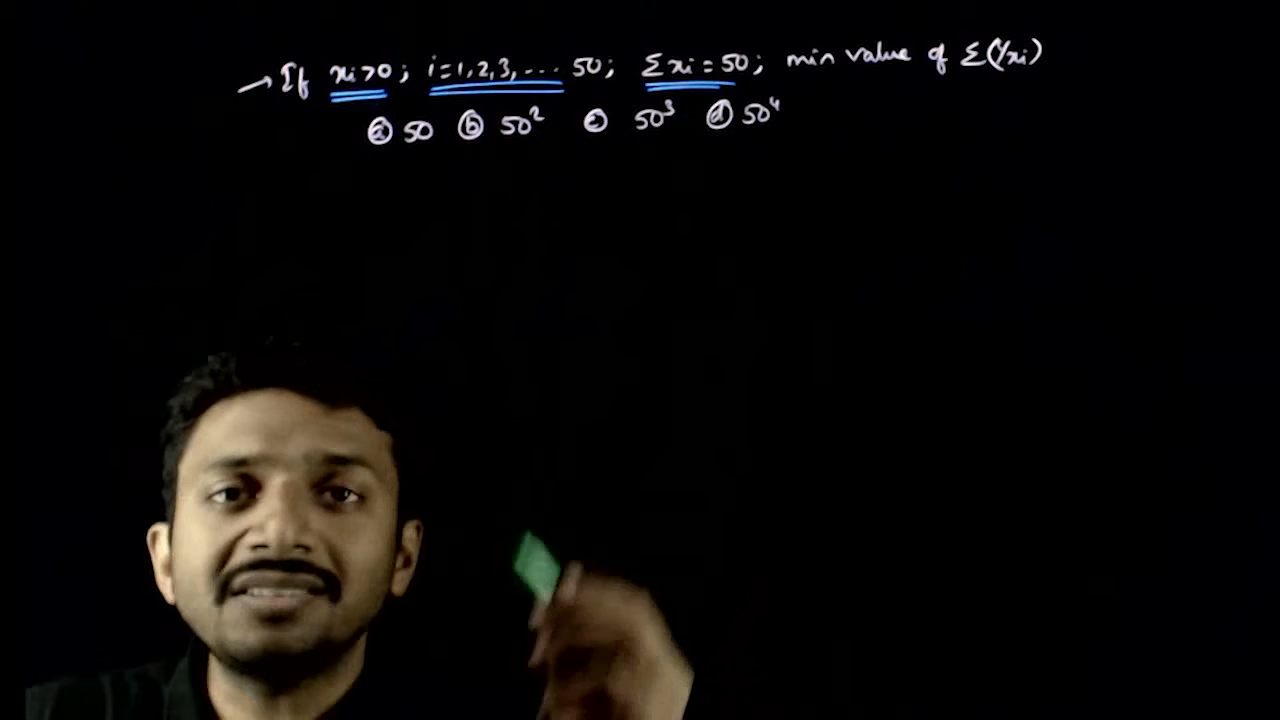 → If xi>0 ; i=1,2,3,... 50; Σxi = 50; min value of Σ(1/xi)
ⓐ 50 ⓑ 50² ⓒ 50³ ⓓ 50⁴